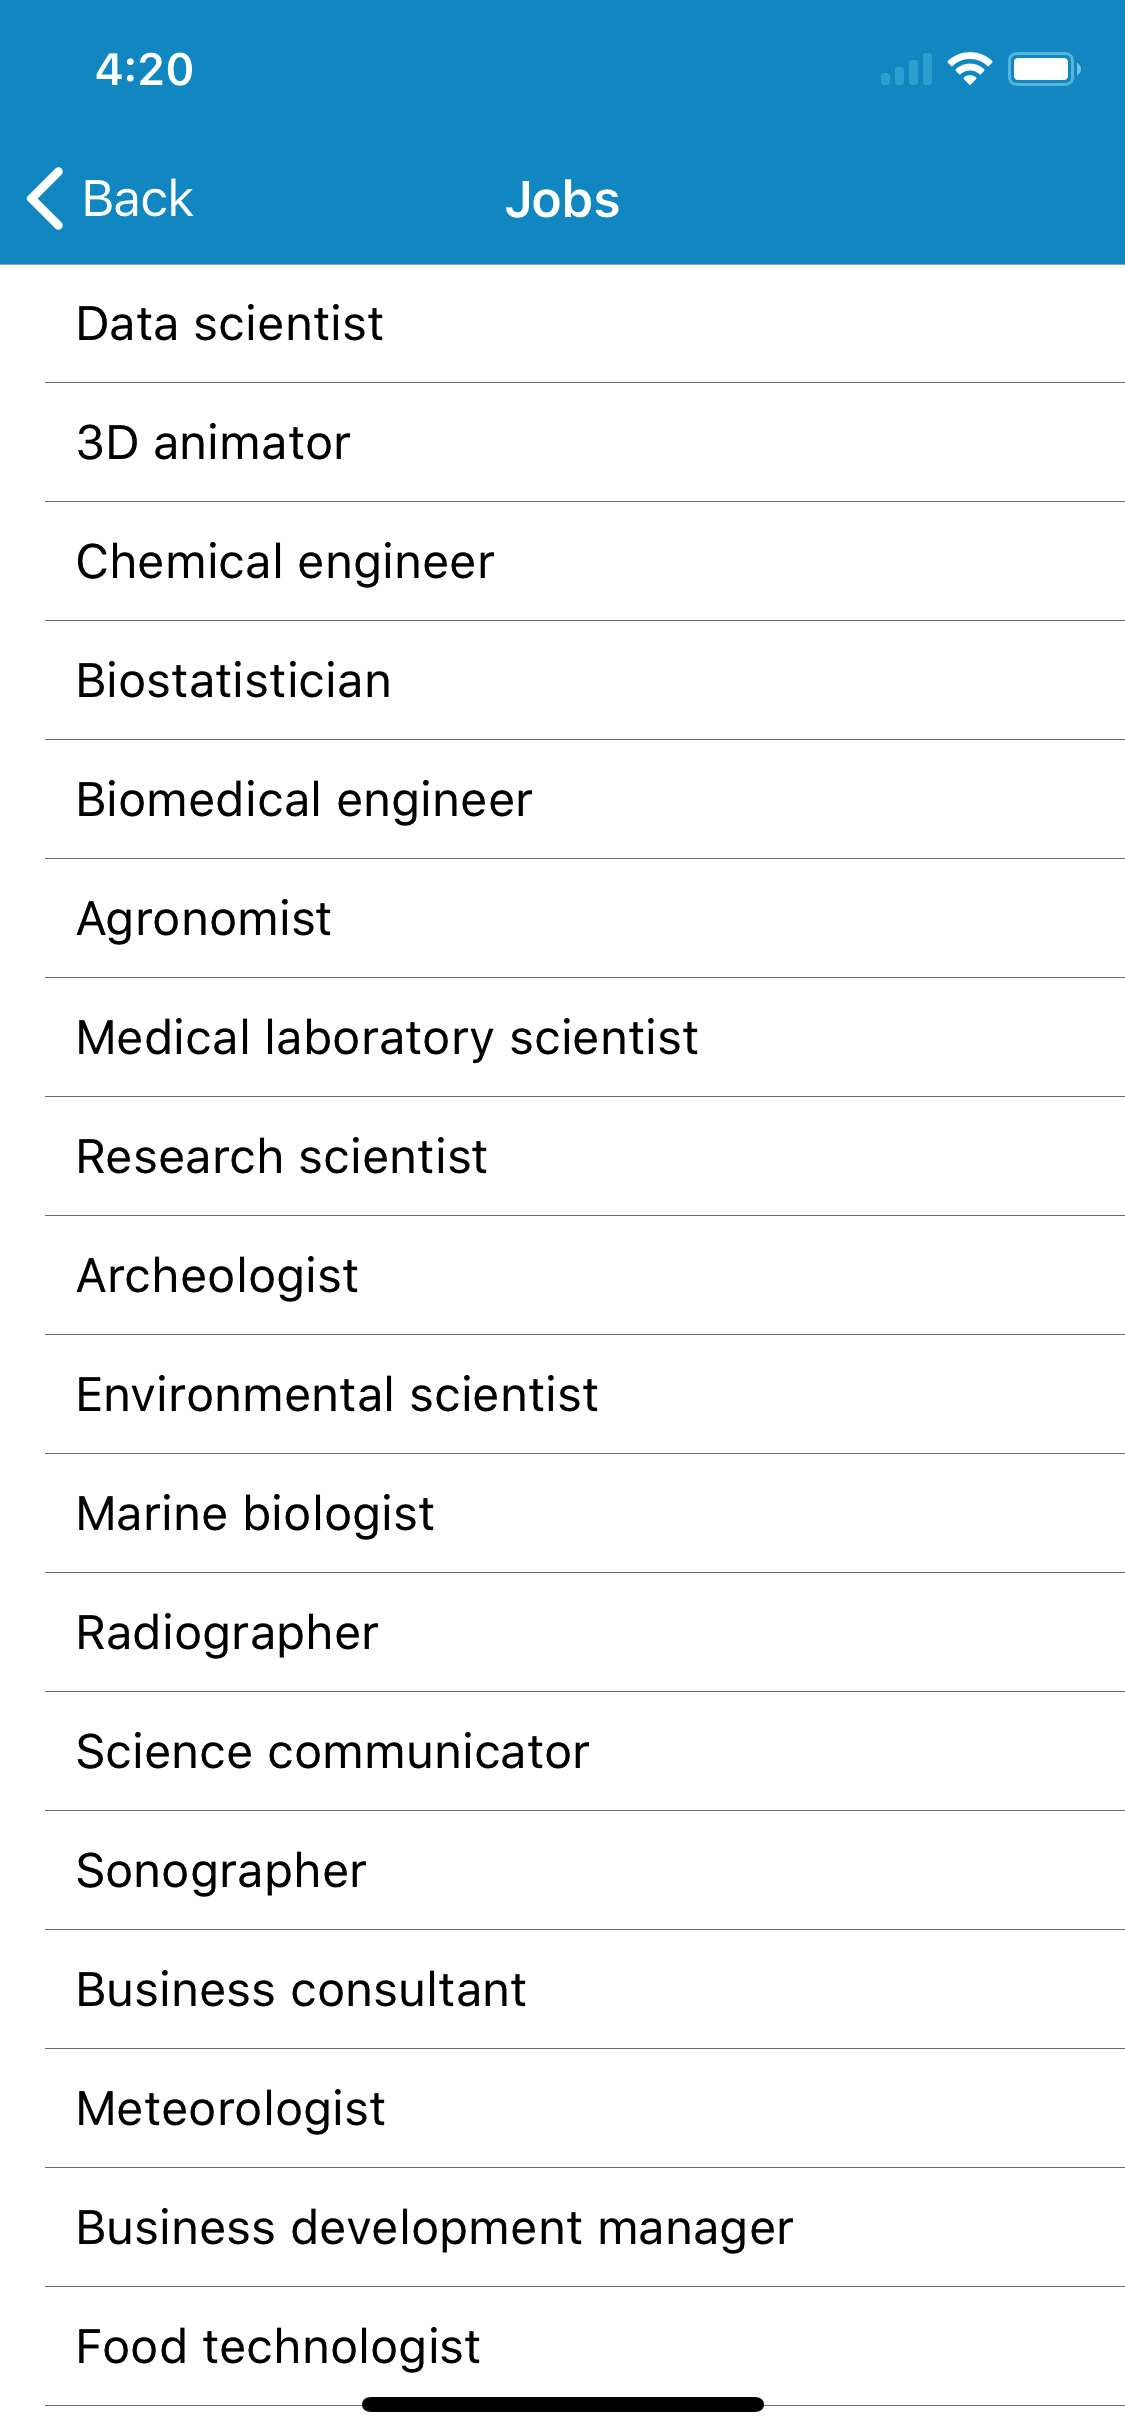 4:20
Back
Jobs
Data scientist
3D animator
Chemical engineer
Biostatistician
Biomedical engineer
Agronomist
Medical laboratory scientist
Research scientist
Archeologist
Environmental scientist
Marine biologist
Radiographer
Science communicator
Sonographer
Business consultant
Meteorologist
Business development manager
Food technologist